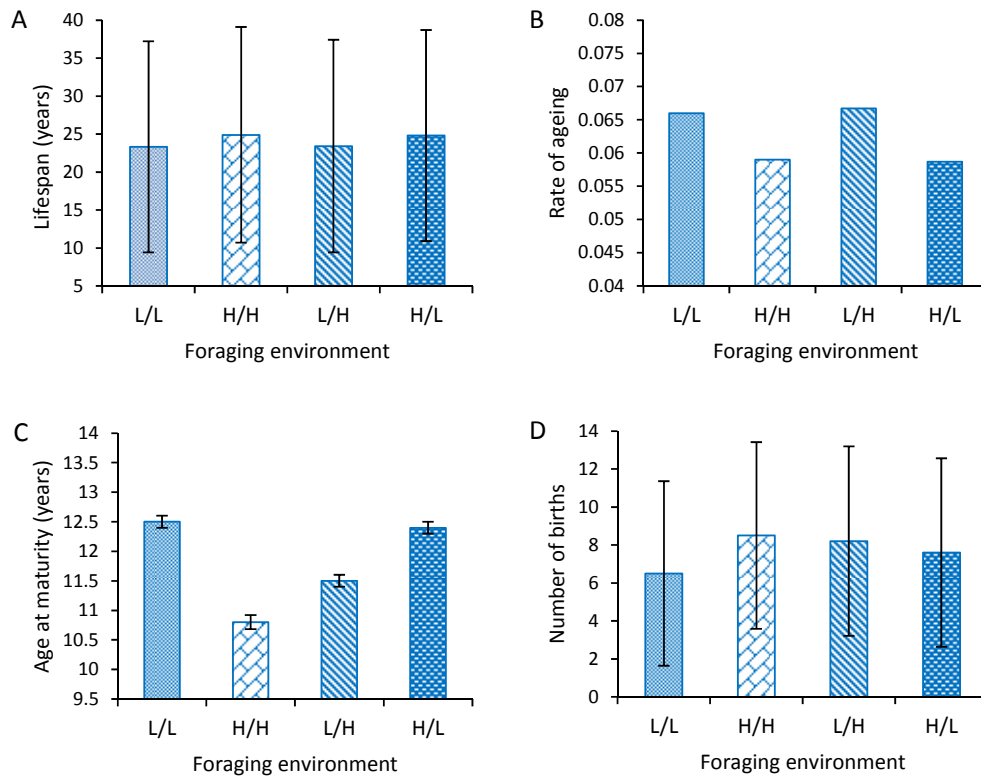 A
Lifespan (years)
40
35
30
25
20
15
10
5
L/L H/H L/H H/L
Foraging environment
B
Rate of ageing
0.08
0.075
0.07
0.065
0.06
0.055
0.05
0.045
0.04
L/L H/H L/H H/L
Foraging environment
C
Age at maturity (years)
14
13.5
13
12.5
12
11.5
11
10.5
10
9.5
L/L H/H L/H H/L
Foraging environment
D
Number of births
14
12
10
8
6
4
2
0
L/L H/H L/H H/L
Foraging environment